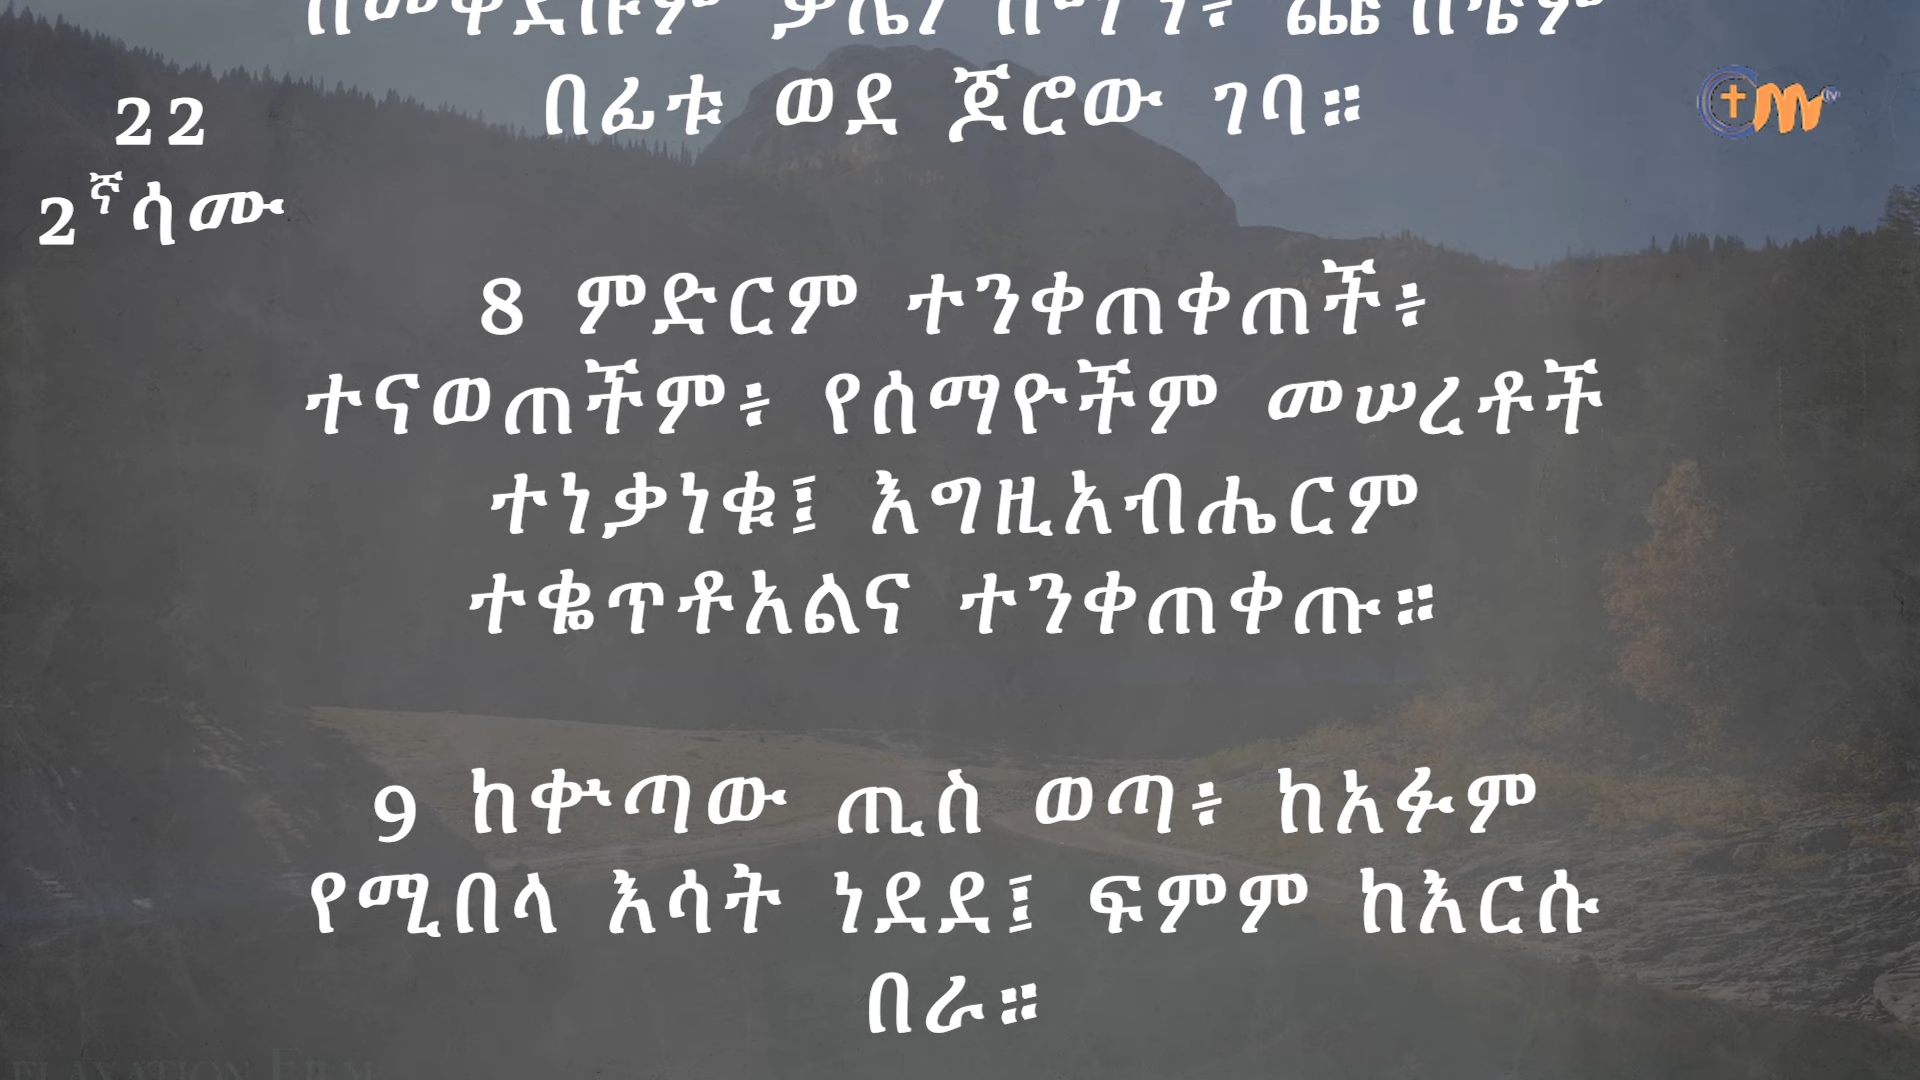 በፊቱ ወደ ጆሮው ገባ።
22
2ኛሳሙ
8 ምድርም ተንቀጠቀጠች፥
ተናወጠችም፥ የሰማዮችም መሠረቶች
ተነቃነቁ፤ እግዚአብሔርም
ተቈጥቶአልና ተንቀጠቀጡ።
9 ከቍጣው ጢስ ወጣ፥ ከአፉም
የሚበላ እሳት ነደደ፤ ፍምም ከእርሱ
በራ።